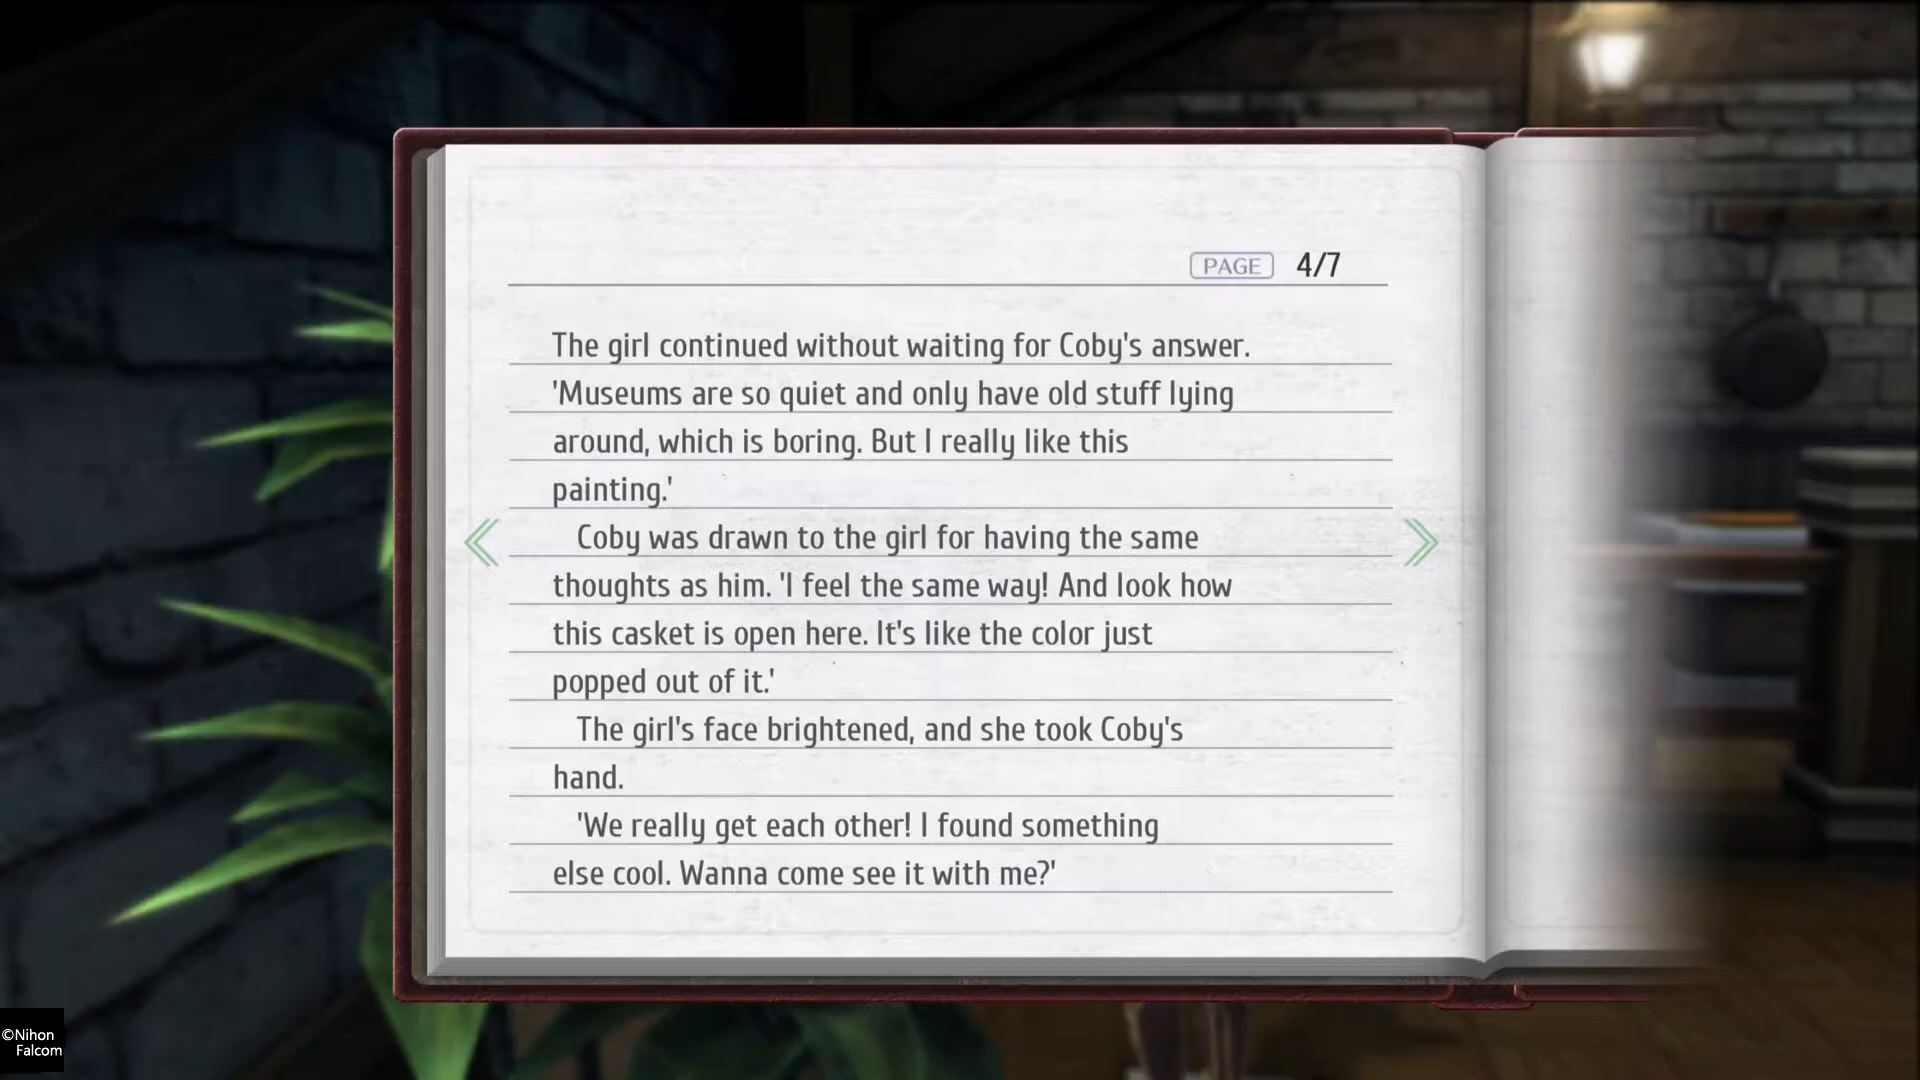 PAGE 4/7
The girl continued without waiting for Coby's answer.
'Museums are so quiet and only have old stuff lying
around, which is boring. But I really like this
painting.'
Coby was drawn to the girl for having the same
thoughts as him. 'I feel the same way! And look how
this casket is open here. It's like the color just
popped out of it.'
The girl's face brightened, and she took Coby's
hand.
'We really get each other! I found something
else cool. Wanna come see it with me?'
©Nihon
Falcom